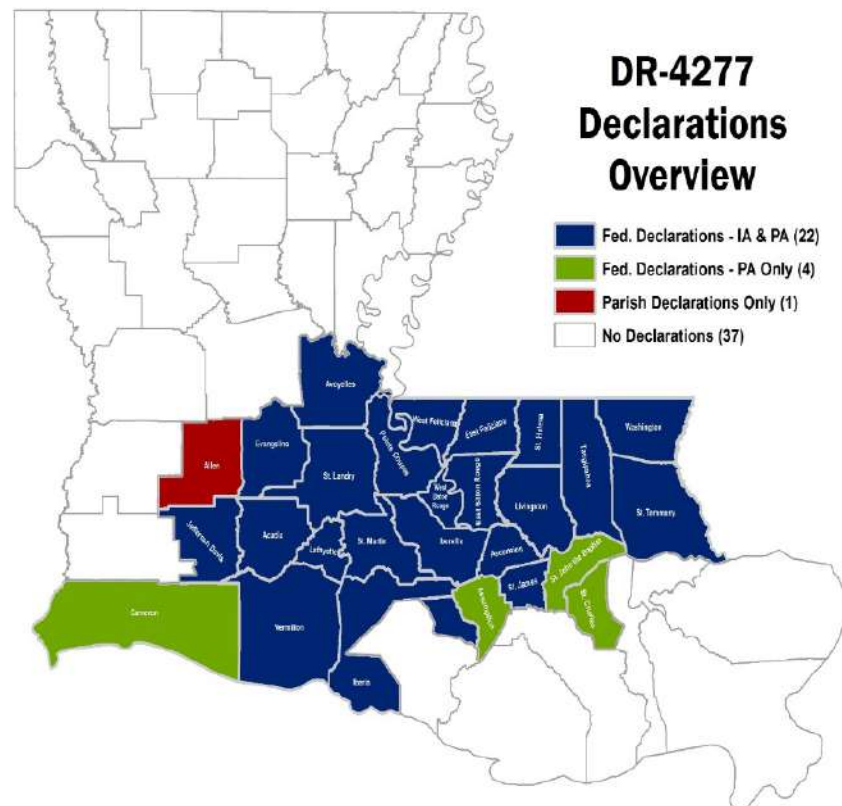 DR-4277
Declarations
Overview
Fed. Declarations - IA & PA (22)
Fed. Declarations - PA Only (4)
Parish Declarations Only (1)
No Declarations (37)
Avoyelles
West Feliciana
East Feliciana
St. Helena
Washington
Evangeline
Pointe Coupee
Tangipahoa
Allen
St. Landry
West
Baton
Rouge
East Baton Rouge
Livingston
St. Tammany
Jefferson Davis
Acadia
Lafayette
St. Martin
Iberville
Ascension
St. John the Baptist
St. James
Assumption
St. Charles
Cameron
Vermilion
Iberia